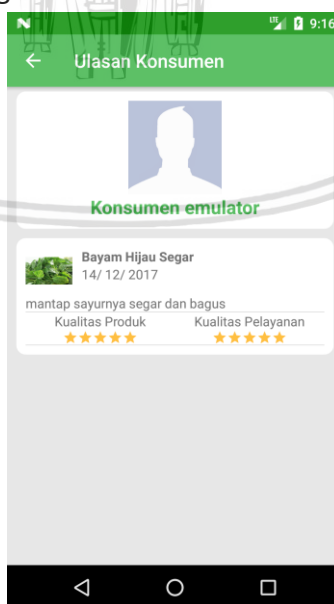 LTE 9:16
Ulasan Konsumen
Konsumen emulator
Bayam Hijau Segar
14/ 12/ 2017
mantap sayurnya segar dan bagus
Kualitas Produk Kualitas Pelayanan